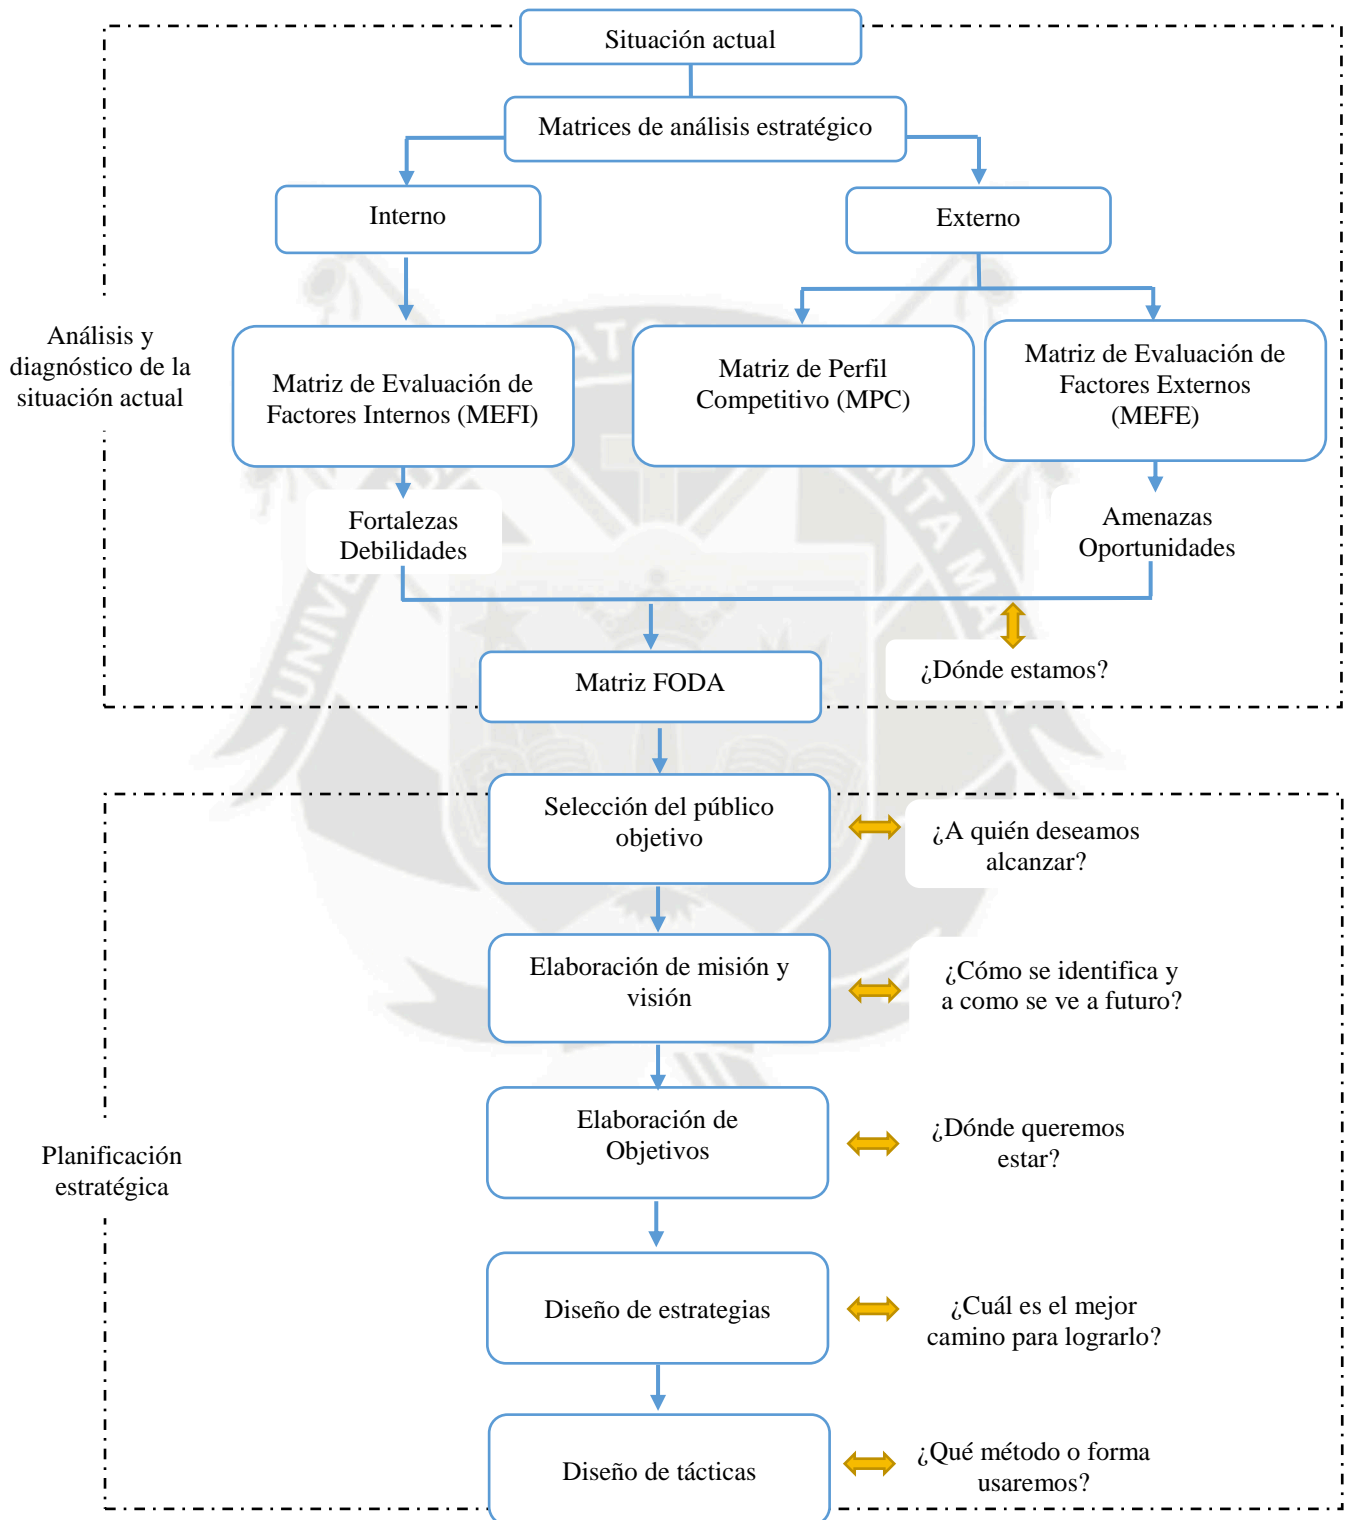 Situación actual
Matrices de análisis estratégico
Interno
Externo
Análisis y
diagnóstico de la
situación actual
Matriz de Evaluación de
Factores Internos (MEFI)
Matriz de Perfil
Competitivo (MPC)
Matriz de Evaluación de
Factores Externos
(MEFE)
Fortalezas
Debilidades
Amenazas
Oportunidades
¿Dónde estamos?
Matriz FODA
Selección del público
objetivo
¿A quién deseamos
alcanzar?
Elaboración de misión y
visión
¿Cómo se identifica y
a como se ve a futuro?
Planificación
estratégica
Elaboración de
Objetivos
¿Dónde queremos
estar?
Diseño de estrategias
¿Cuál es el mejor
camino para lograrlo?
Diseño de tácticas
¿Qué método o forma
usaremos?